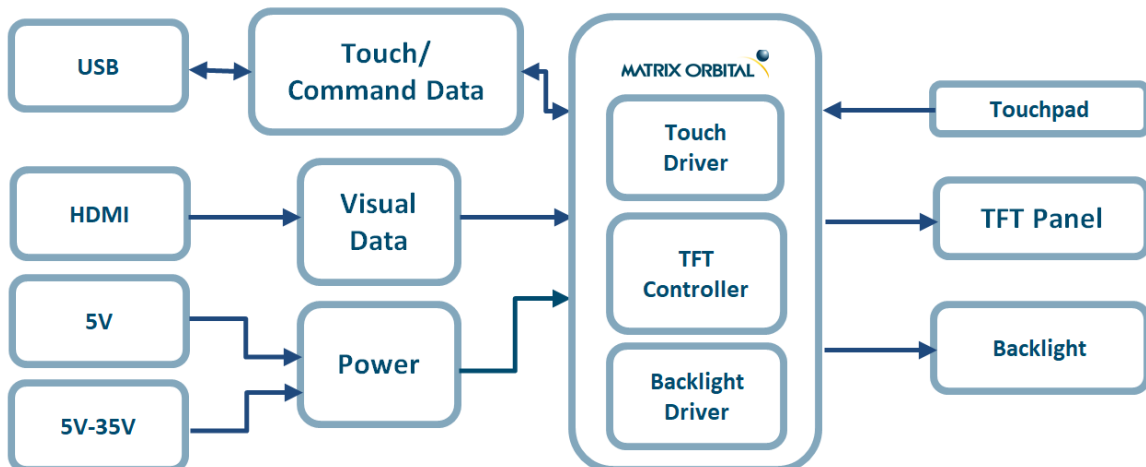 USB
Touch/
Command Data
HDMI
Visual
Data
5V
5V-35V
Power
MATRIX ORBITAL
Touch
Driver
TFT
Controller
Backlight
Driver
Touchpad
TFT Panel
Backlight